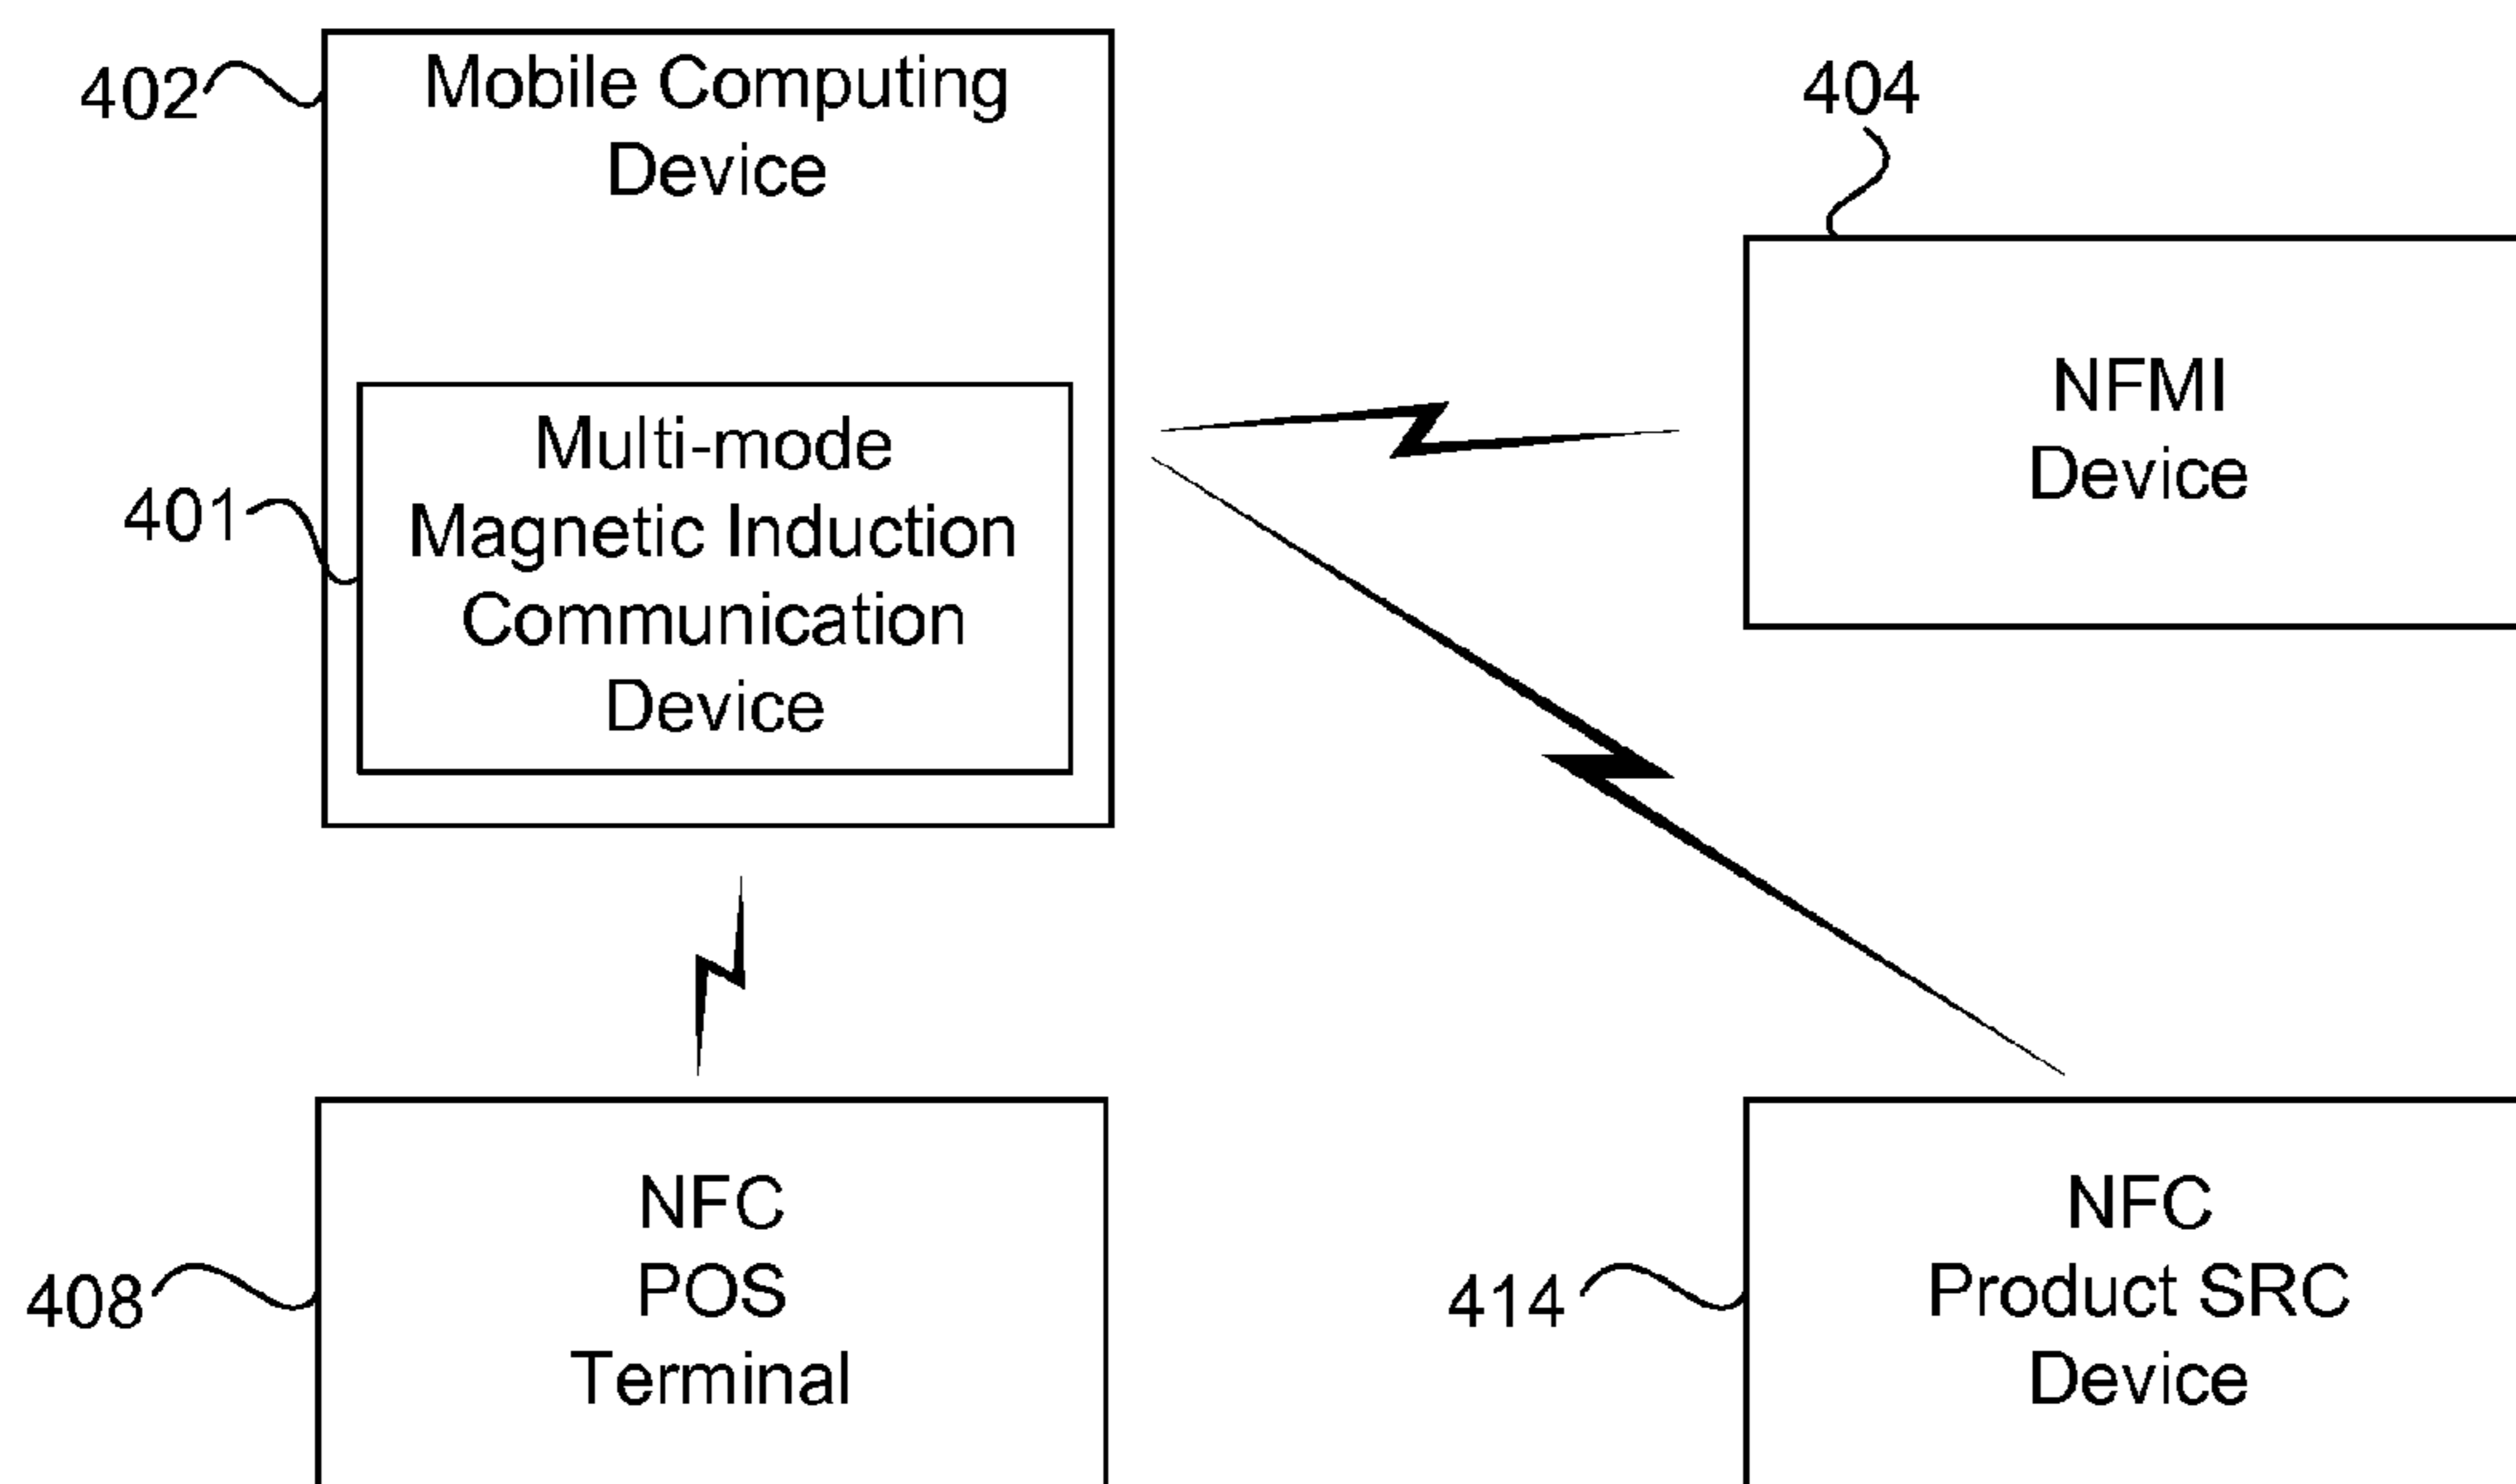 402
Mobile Computing
Device
401
Multi-mode
Magnetic Induction
Communication
Device
404
NFMI
Device
408
NFC
POS
Terminal
414
NFC
Product SRC
Device